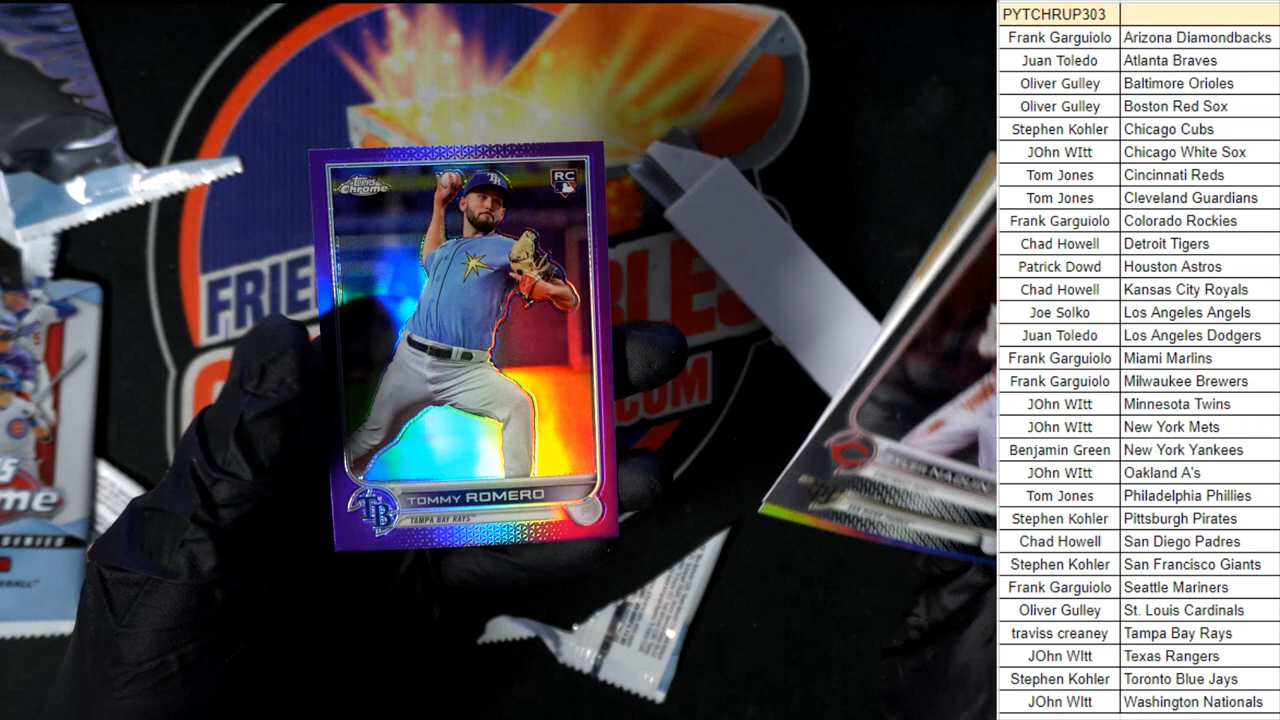 PYTCHRUP303
Frank Garguiolo Arizona Diamondbacks
Juan Toledo Atlanta Braves
Oliver Gulley Baltimore Orioles
Oliver Gulley Boston Red Sox
Stephen Kohler Chicago Cubs
JOhn WItt Chicago White Sox
Tom Jones Cincinnati Reds
Tom Jones Cleveland Guardians
Frank Garguiolo Colorado Rockies
Chad Howell Detroit Tigers
Patrick Dowd Houston Astros
Chad Howell Kansas City Royals
Joe Solko Los Angeles Angels
Juan Toledo Los Angeles Dodgers
Frank Garguiolo Miami Marlins
Frank Garguiolo Milwaukee Brewers
JOhn WItt Minnesota Twins
JOhn WItt New York Mets
Benjamin Green New York Yankees
JOhn WItt Oakland A's
Tom Jones Philadelphia Phillies
Stephen Kohler Pittsburgh Pirates
Chad Howell San Diego Padres
Stephen Kohler San Francisco Giants
Frank Garguiolo Seattle Mariners
Oliver Gulley St. Louis Cardinals
traviss creaney Tampa Bay Rays
JOhn WItt Texas Rangers
Stephen Kohler Toronto Blue Jays
JOhn WItt Washington Nationals
Topps Chrome
RC
TR
TB
TOMMY ROMERO
TAMPA BAY RAYS™
FRIE
BLES
.COM
SERIES